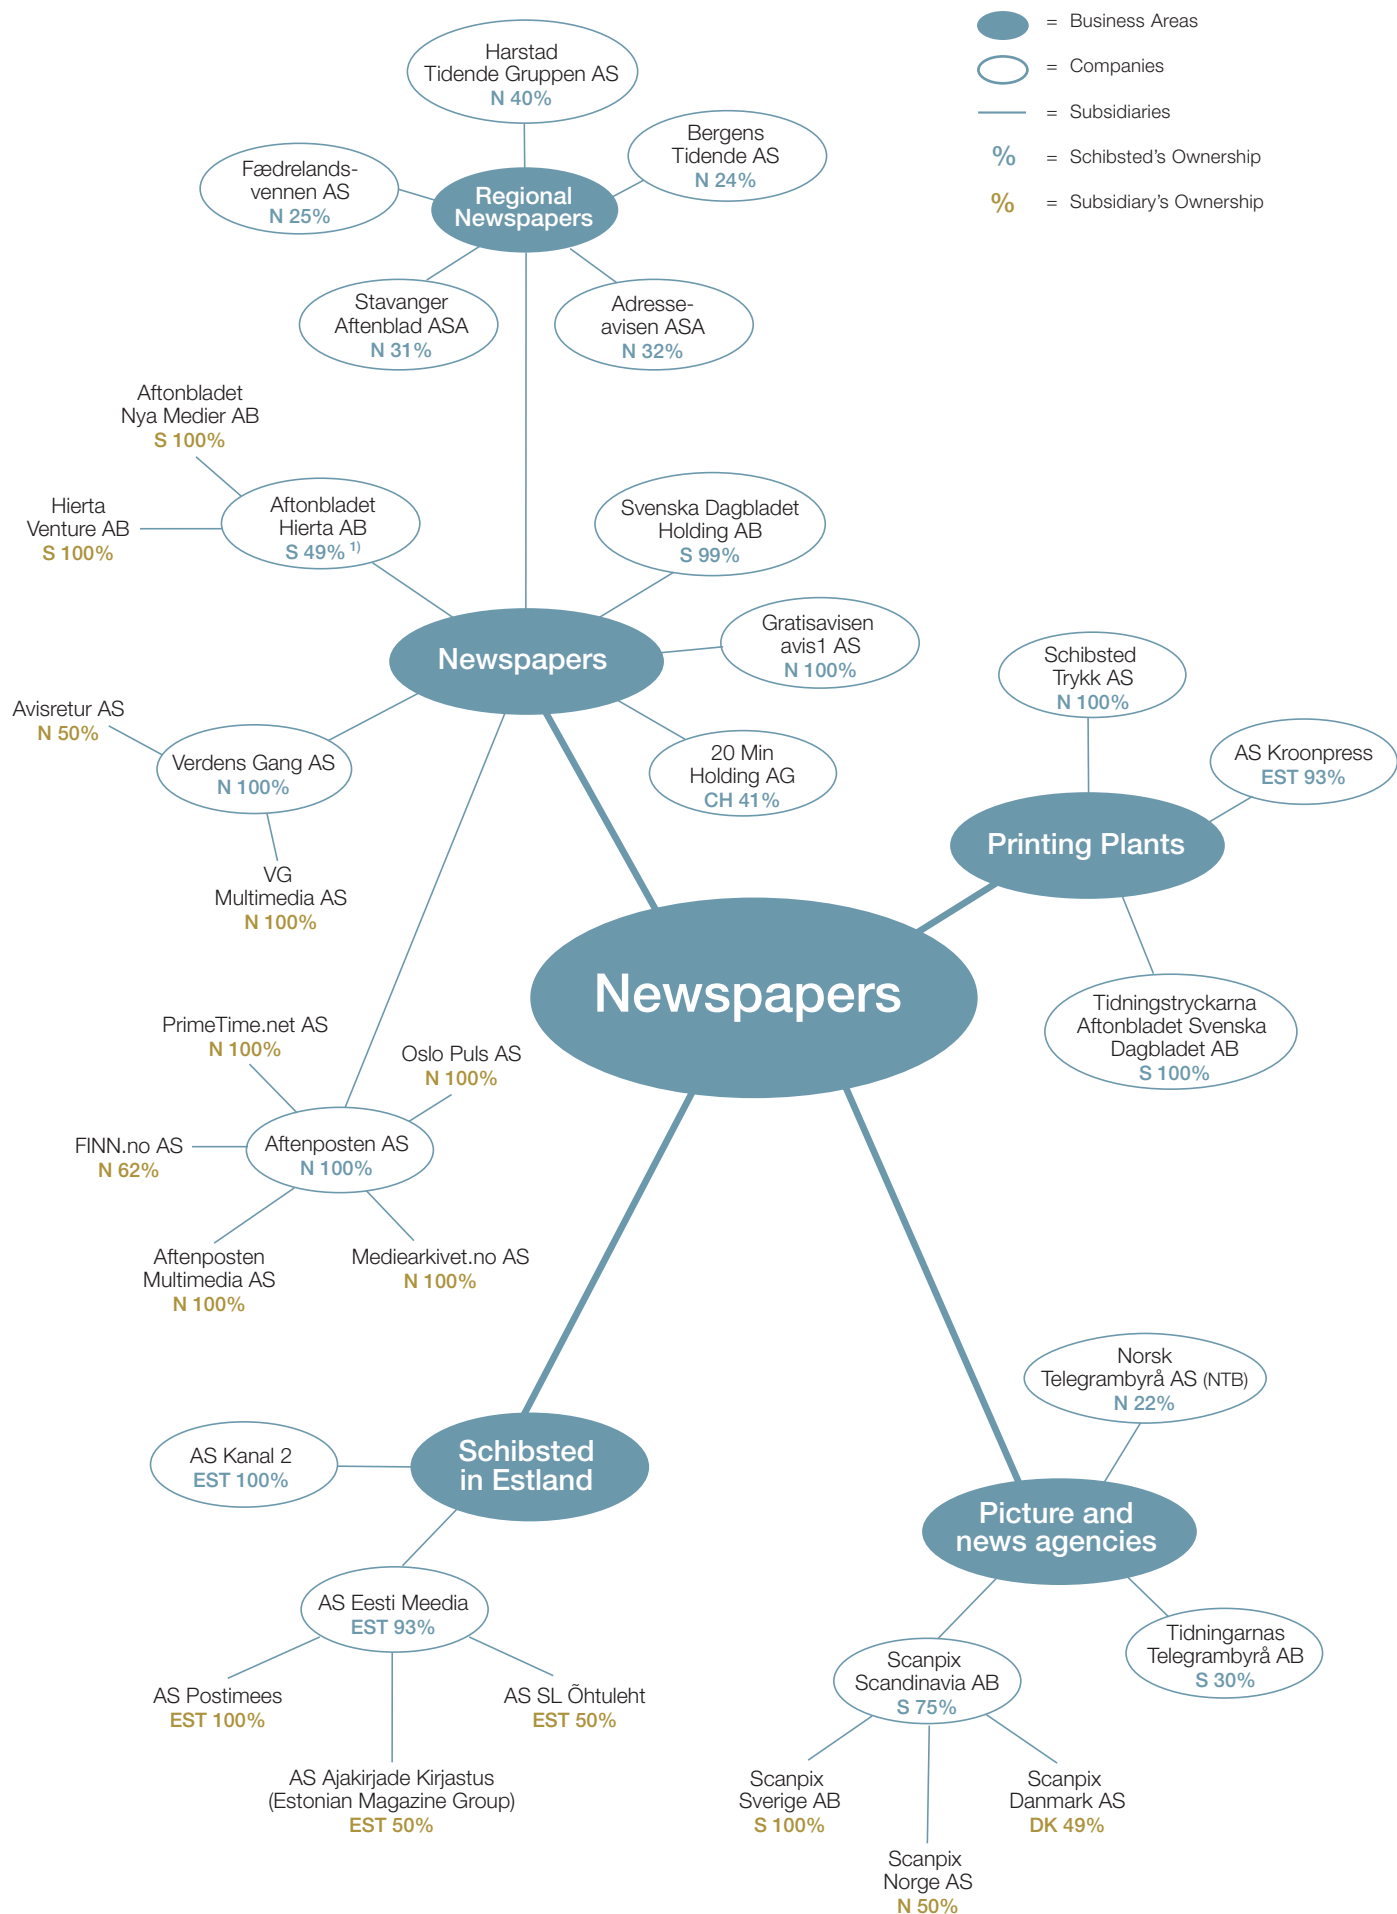 = Business Areas
= Companies
= Subsidiaries
% = Schibsted’s Ownership
% = Subsidiary’s Ownership
Harstad
Tidende Gruppen AS
N 40%
Bergens
Tidende AS
N 24%
Fædrelands-
vennen AS
N 25%
Regional
Newspapers
Stavanger
Aftenblad ASA
N 31%
Adresse-
avisen ASA
N 32%
Aftonbladet
Nya Medier AB
S 100%
Hierta
Venture AB
S 100%
Aftonbladet
Hierta AB
S 49% 1)
Svenska Dagbladet
Holding AB
S 99%
Newspapers
Gratisavisen
avis1 AS
N 100%
20 Min
Holding AG
CH 41%
Avisretur AS
N 50%
Verdens Gang AS
N 100%
VG
Multimedia AS
N 100%
Schibsted
Trykk AS
N 100%
AS Kroonpress
EST 93%
Printing Plants
Tidningstryckarna
Aftonbladet Svenska
Dagbladet AB
S 100%
Newspapers
PrimeTime.net AS
N 100%
Oslo Puls AS
N 100%
FINN.no AS
N 62%
Aftenposten AS
N 100%
Aftenposten
Multimedia AS
N 100%
Mediearkivet.no AS
N 100%
AS Kanal 2
EST 100%
Schibsted
in Estland
AS Eesti Meedia
EST 93%
AS Postimees
EST 100%
AS SL Õhtuleht
EST 50%
AS Ajakirjade Kirjastus
(Estonian Magazine Group)
EST 50%
Norsk
Telegrambyrå AS (NTB)
N 22%
Picture and
news agencies
Tidningarnas
Telegrambyrå AB
S 30%
Scanpix
Scandinavia AB
S 75%
Scanpix
Sverige AB
S 100%
Scanpix
Danmark AS
DK 49%
Scanpix
Norge AS
N 50%